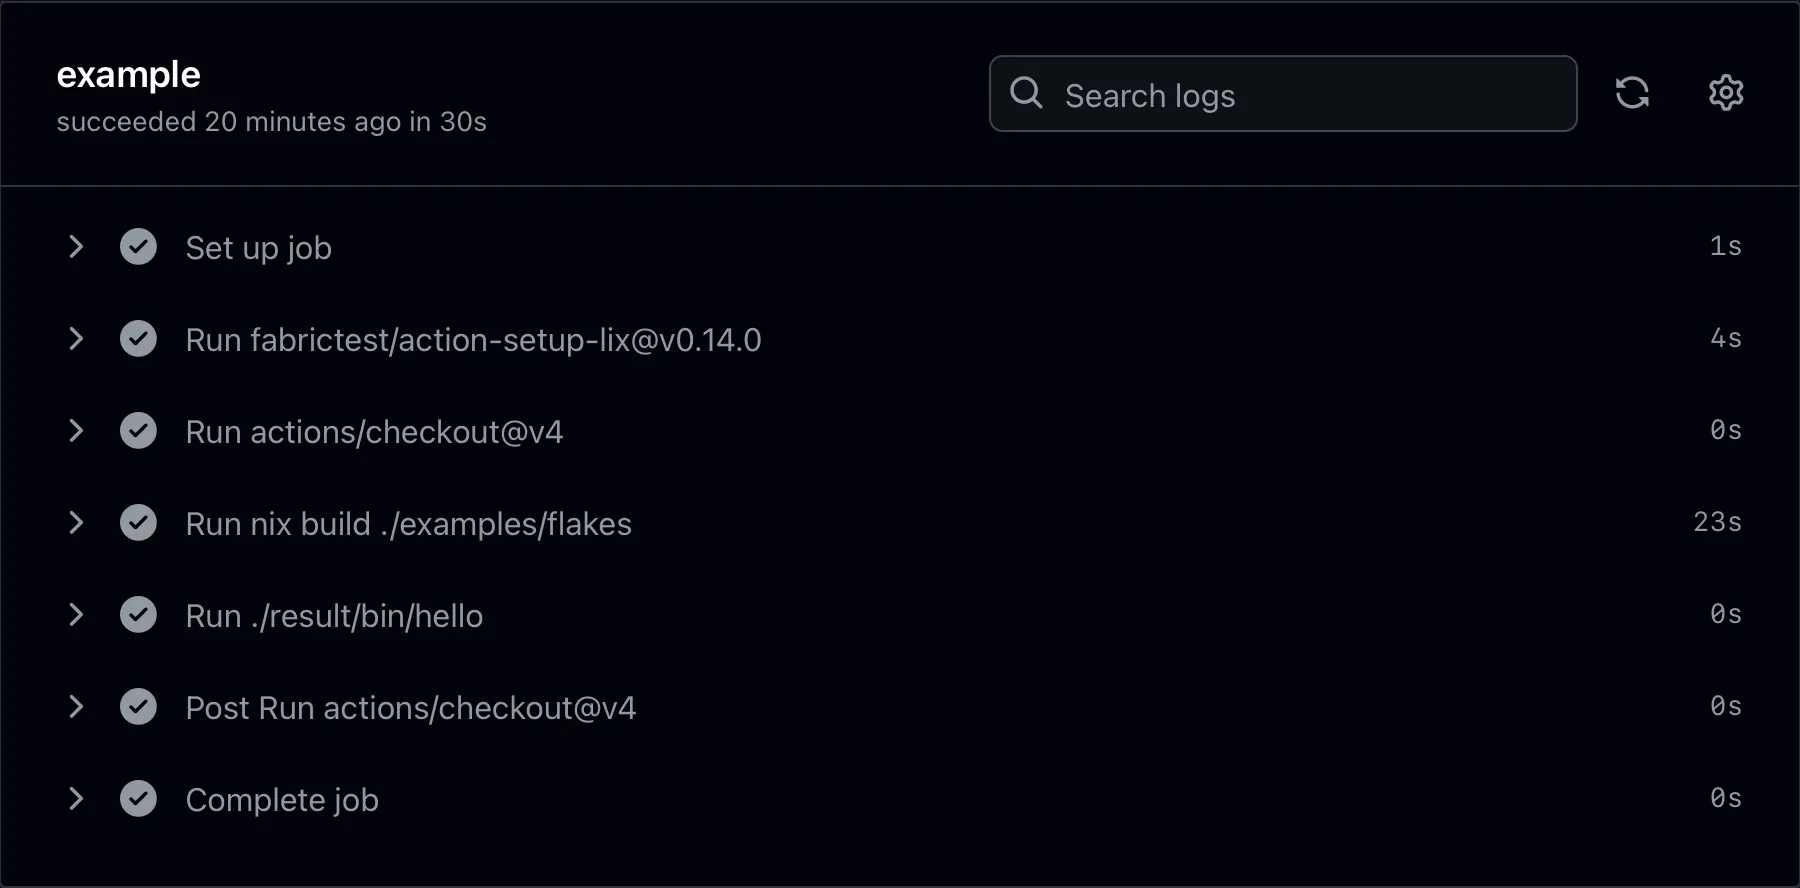 example
succeeded 20 minutes ago in 30s
Search logs
Set up job 1s
Run fabrictest/action-setup-lix@v0.14.0 4s
Run actions/checkout@v4 0s
Run nix build ./examples/flakes 23s
Run ./result/bin/hello 0s
Post Run actions/checkout@v4 0s
Complete job 0s